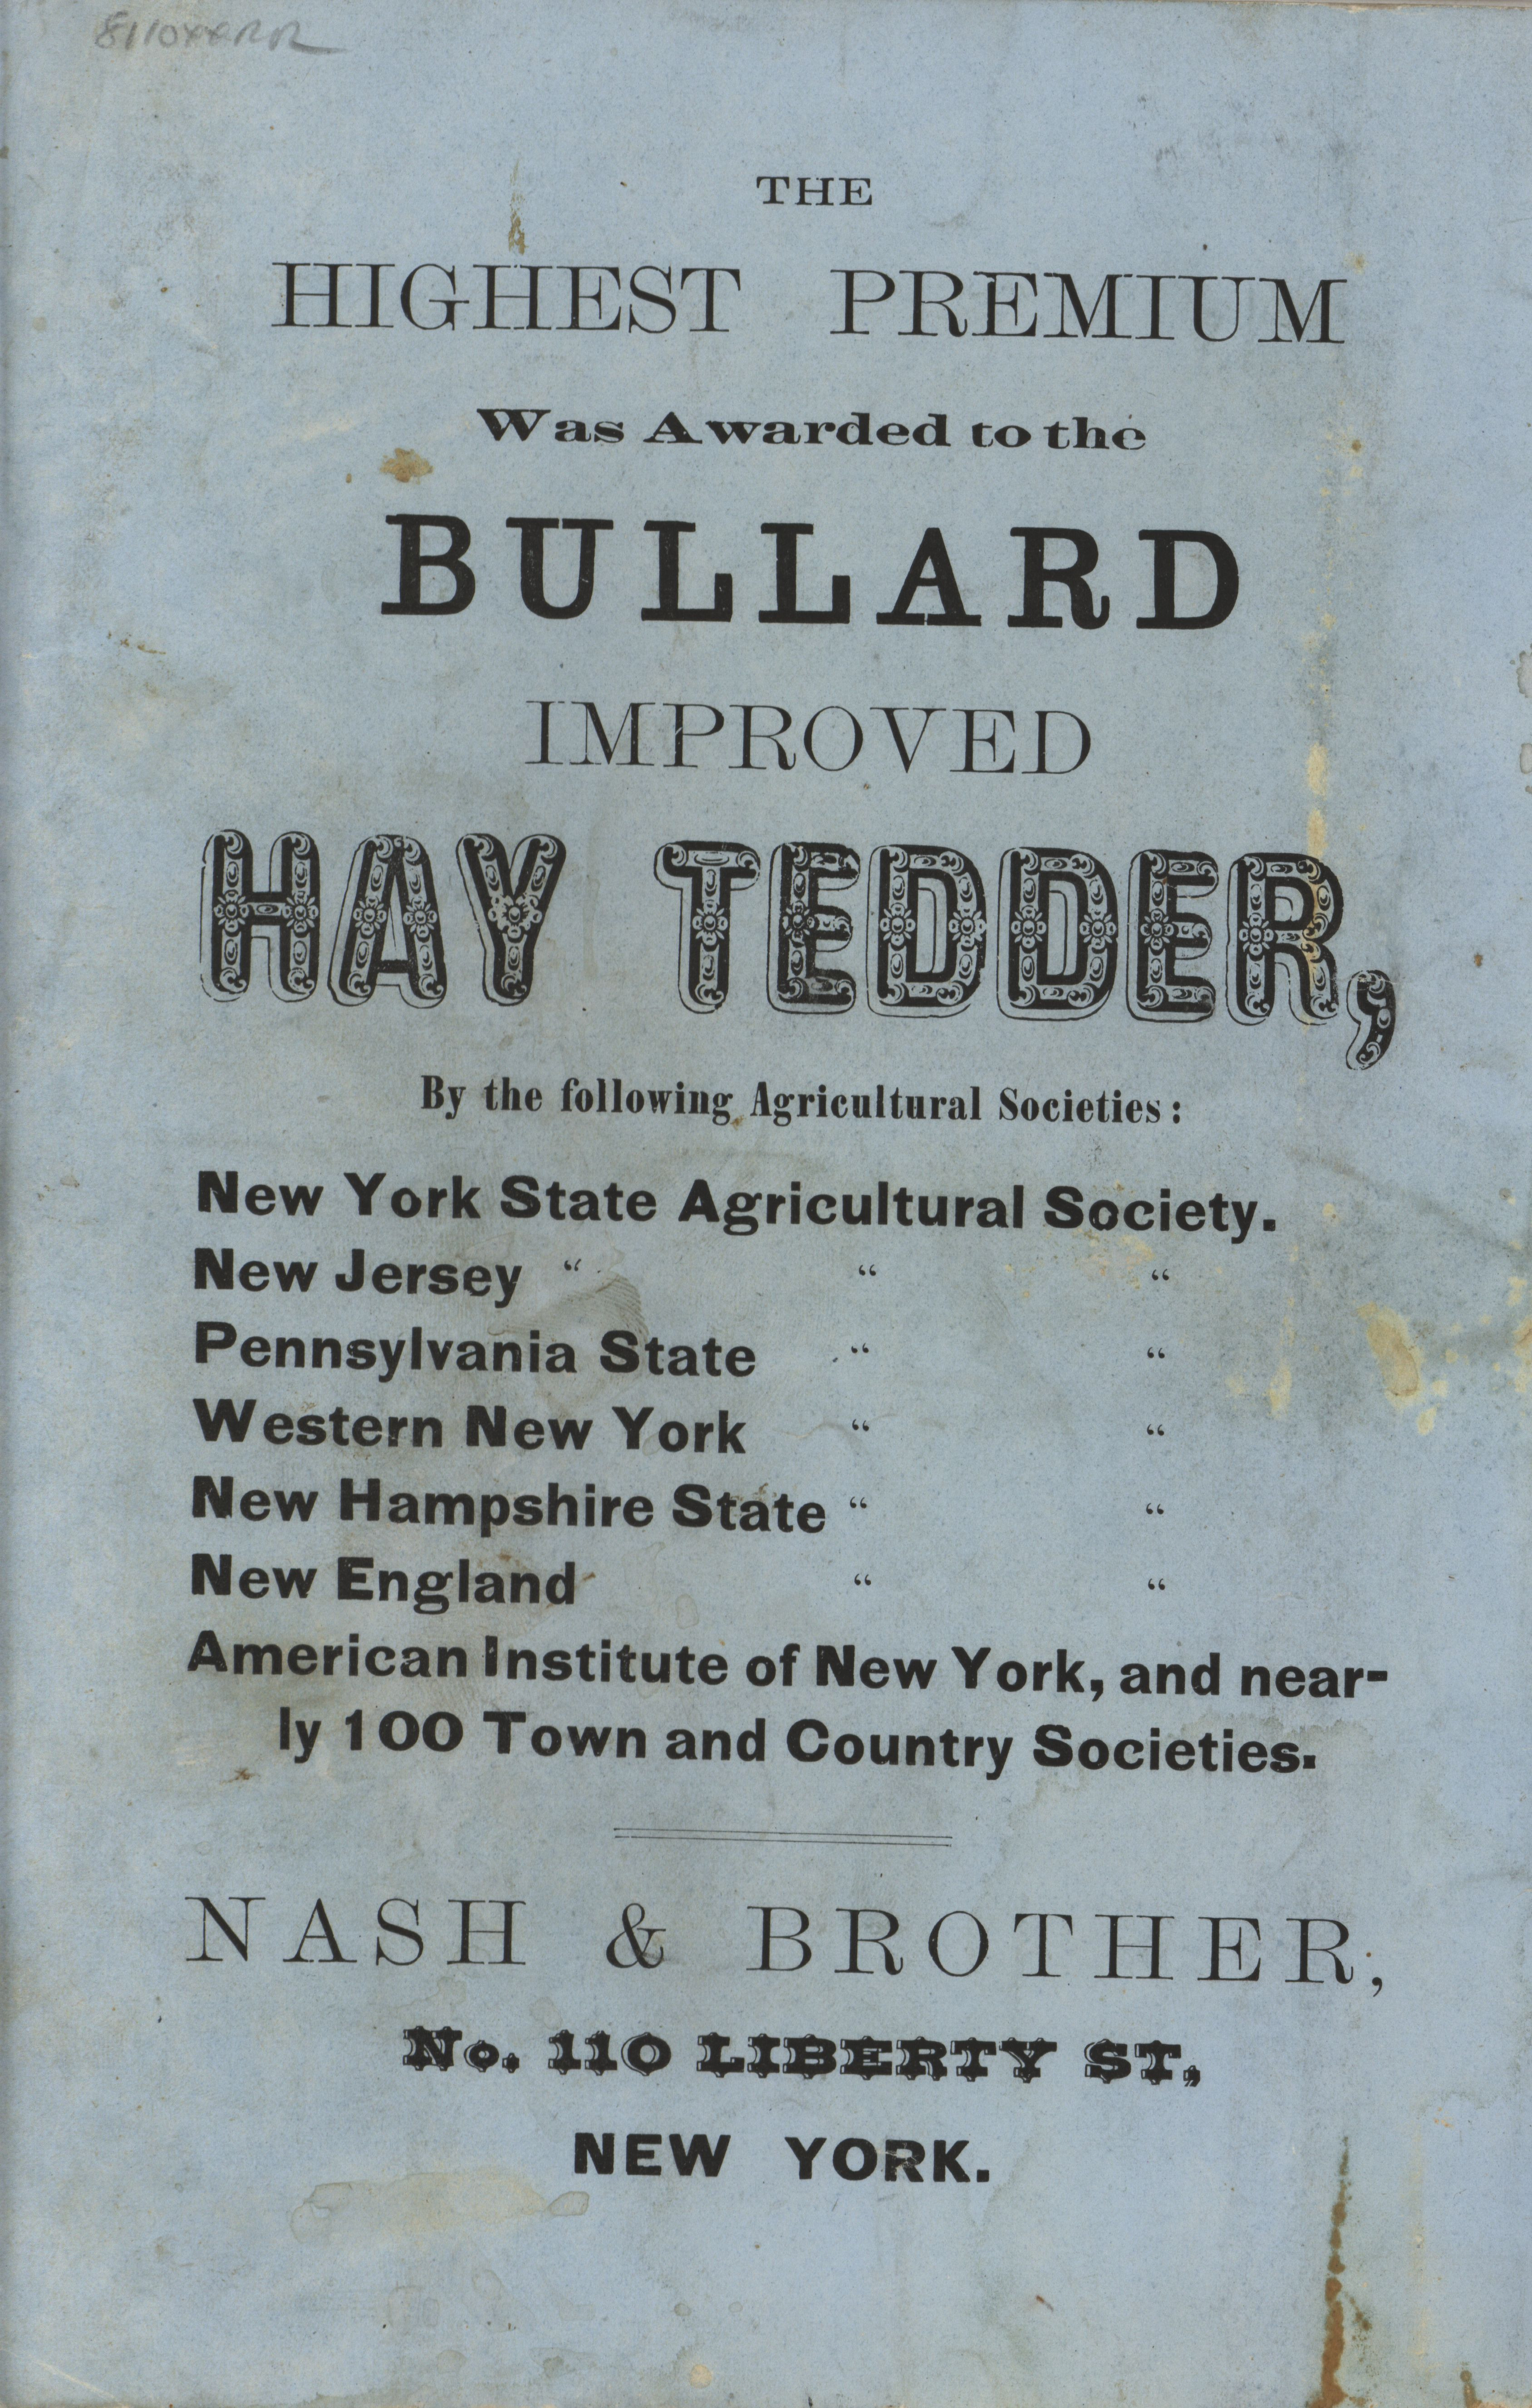 THE
HIGHEST PREMIUM
Was Awarded to the
BULLARD
IMPROVED
HAY TEDDER,
By the following Agricultural Societies:
New York State Agricultural Society.
New Jersey “ “ “
Pennsylvania State “ “
Western New York “ “
New Hampshire State “ “
New England “ “
American Institute of New York, and near-
ly 100 Town and Country Societies.
NASH & BROTHER,
No. 110 LIBERTY ST,
NEW YORK.